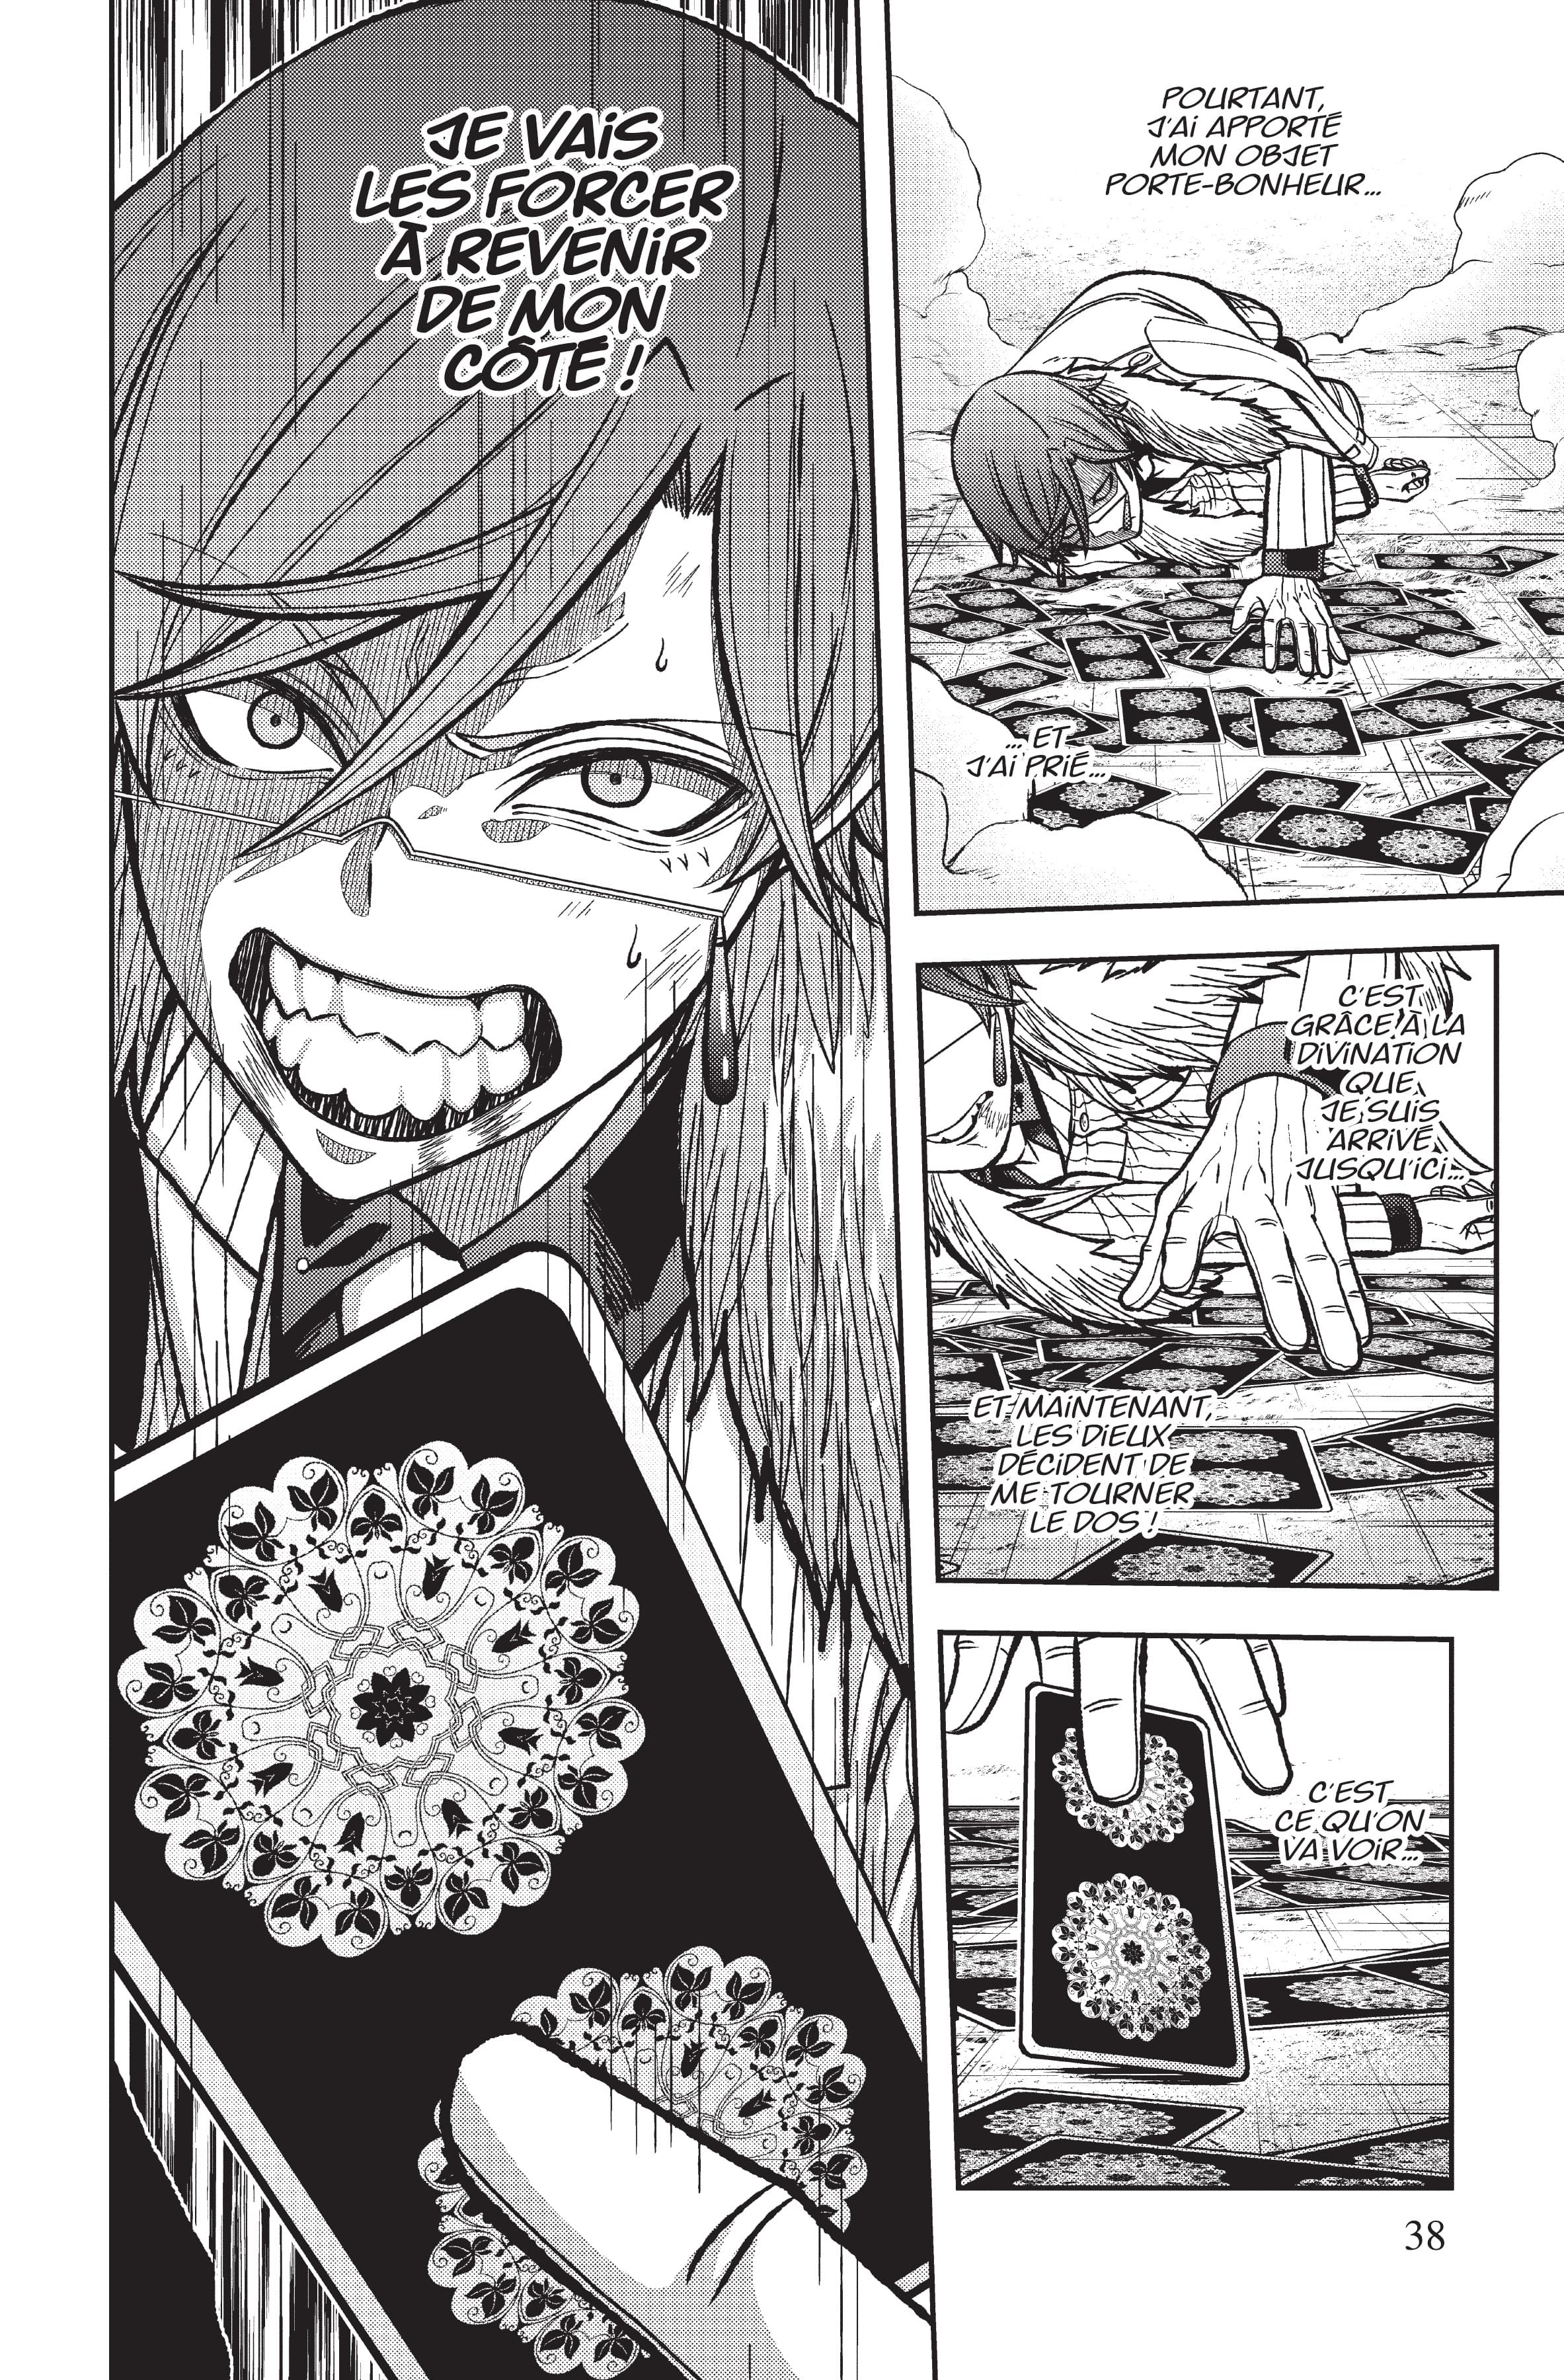 POURTANT,
J'AI APPORTÉ
MON OBJET
PORTE-BONHEUR...
... ET
J'AI PRIÉ...
C'EST
GRÂCE À LA
DIVINATION
QUE
JE SUIS
ARRIVÉ
JUSQU'ICI...
ET MAINTENANT,
LES DIEUX
DÉCIDENT DE
ME TOURNER
LE DOS !
C'EST
CE QU'ON
VA VOIR...
JE VAIS
LES FORCER
À REVENIR
DE MON
CÔTÉ !
38